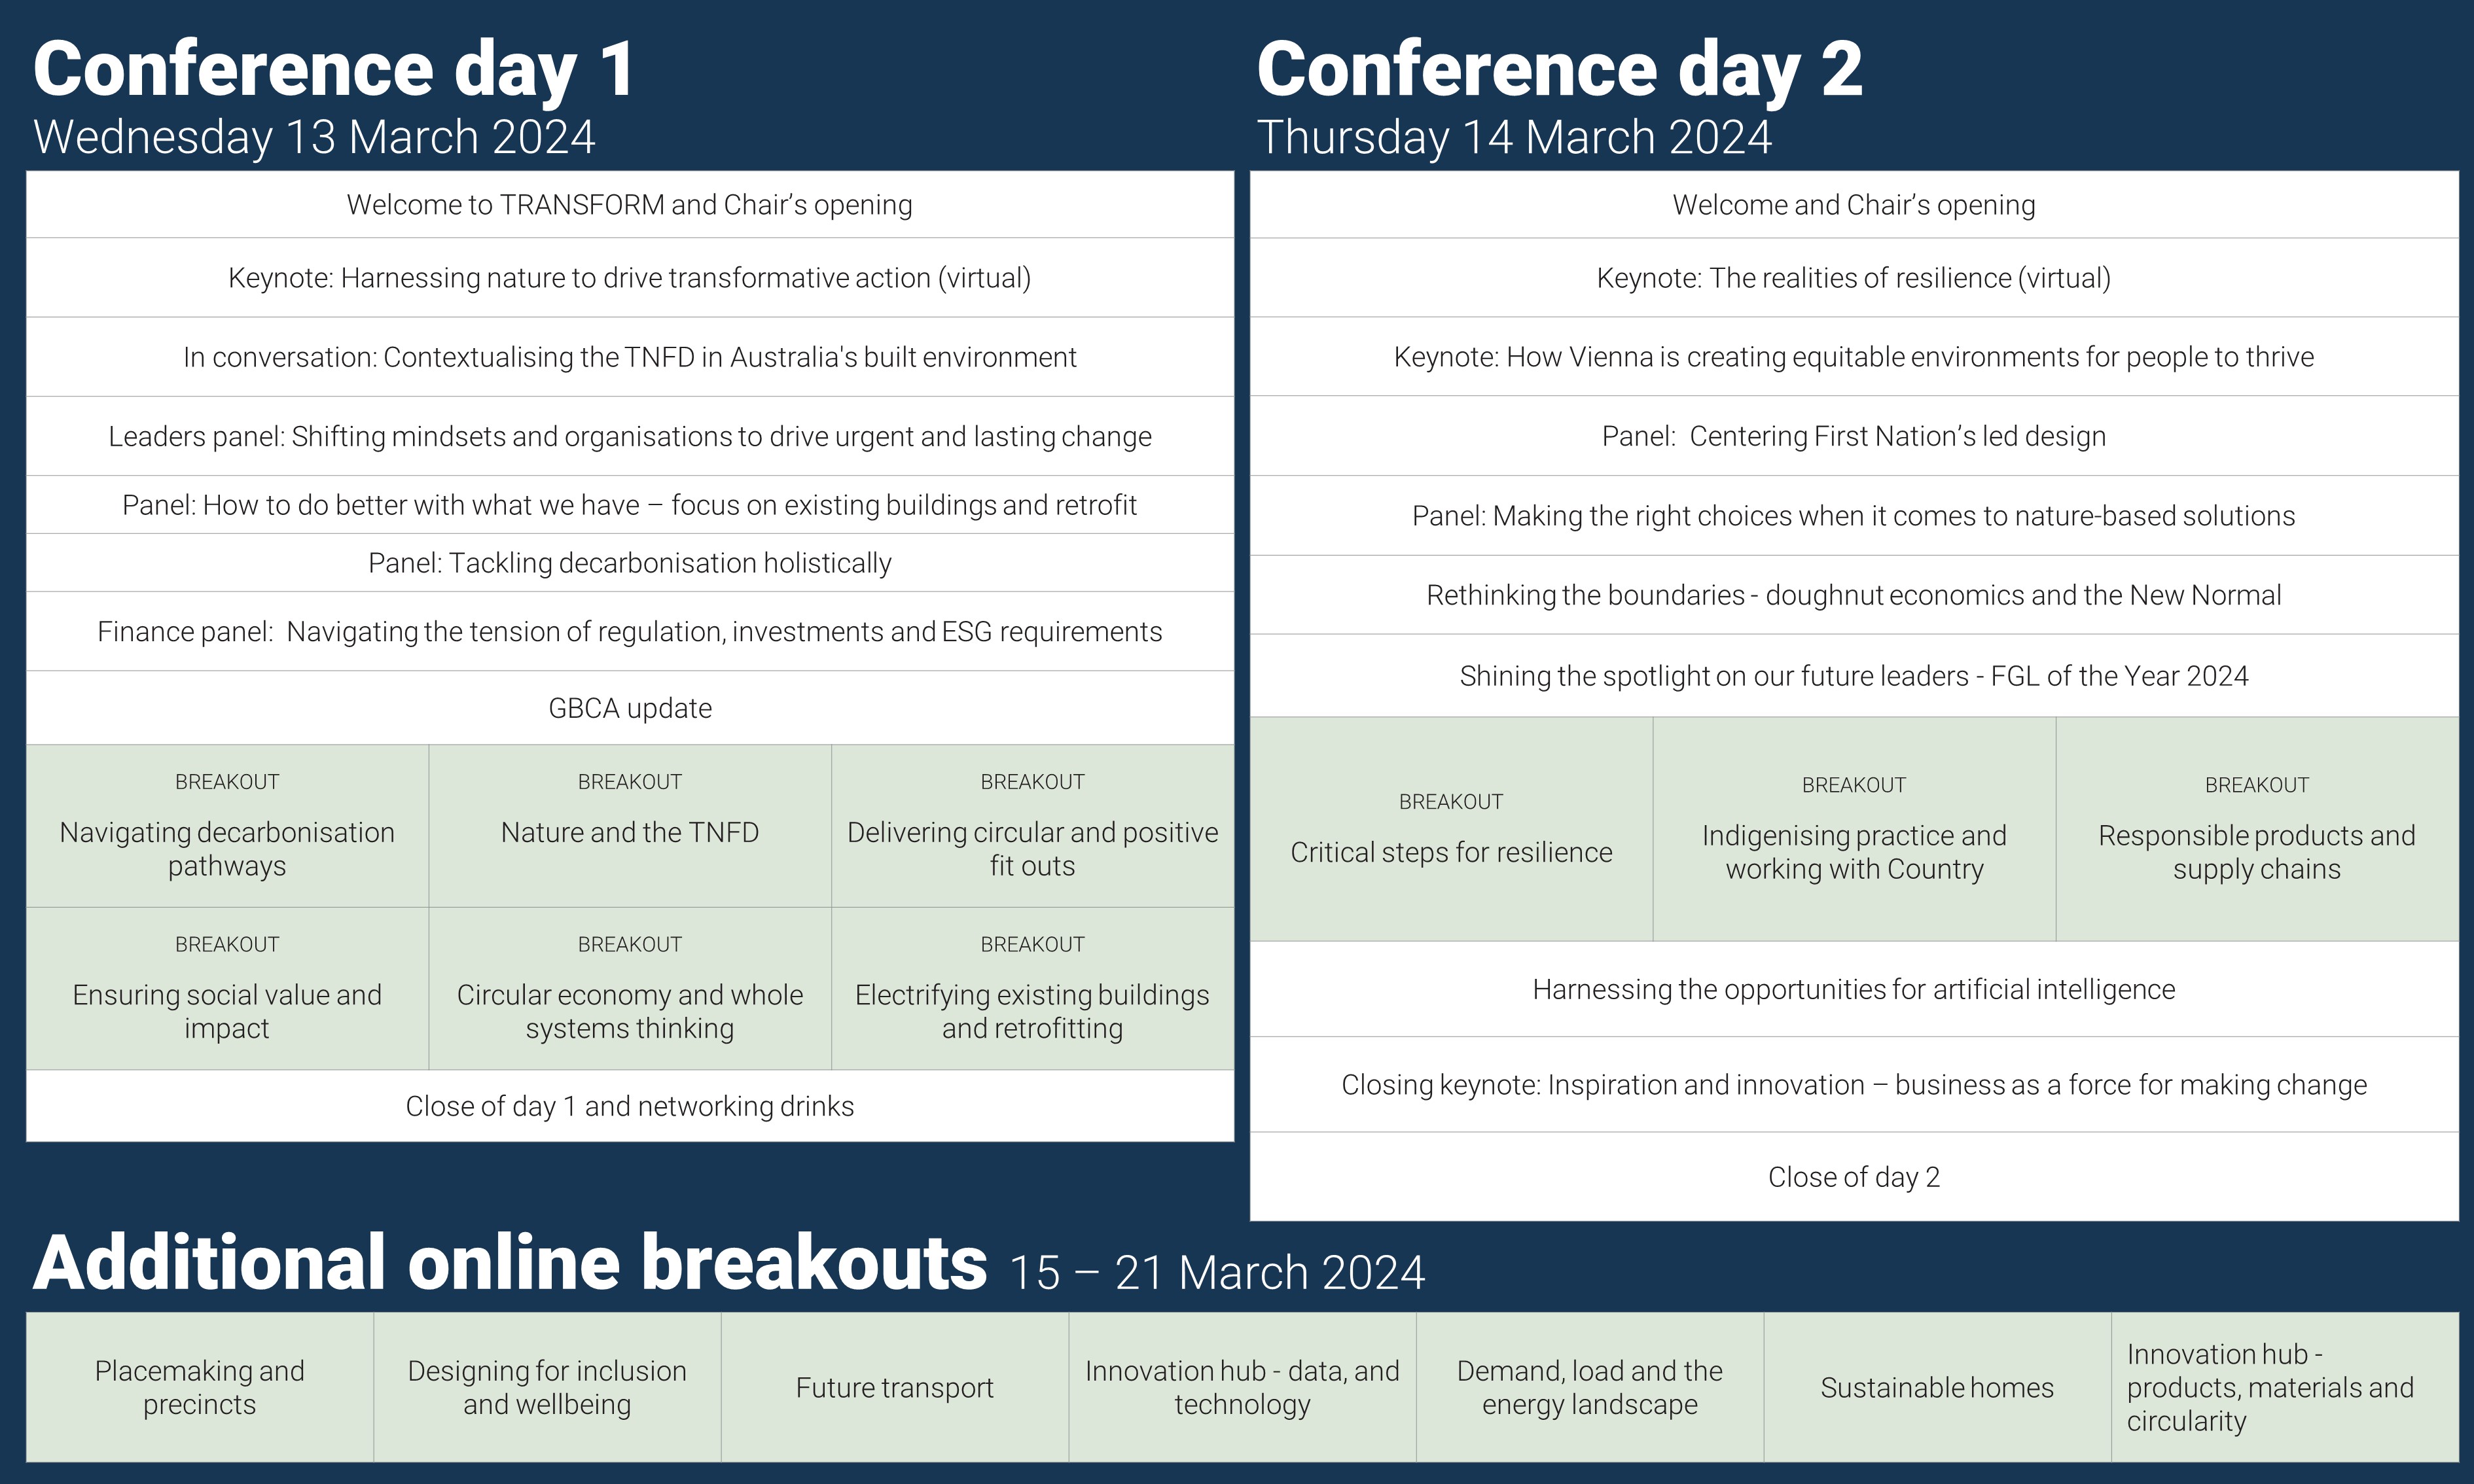 Conference day 1
Wednesday 13 March 2024
Welcome to TRANSFORM and Chair’s opening
Keynote: Harnessing nature to drive transformative action (virtual)
In conversation: Contextualising the TNFD in Australia's built environment
Leaders panel: Shifting mindsets and organisations to drive urgent and lasting change
Panel: How to do better with what we have – focus on existing buildings and retrofit
Panel: Tackling decarbonisation holistically
Finance panel:  Navigating the tension of regulation, investments and ESG requirements
GBCA update
BREAKOUT
Navigating decarbonisation
pathways
BREAKOUT
Nature and the TNFD
BREAKOUT
Delivering circular and positive
fit outs
BREAKOUT
Ensuring social value and
impact
BREAKOUT
Circular economy and whole
systems thinking
BREAKOUT
Electrifying existing buildings
and retrofitting
Close of day 1 and networking drinks
Conference day 2
Thursday 14 March 2024
Welcome and Chair’s opening
Keynote: The realities of resilience (virtual)
Keynote: How Vienna is creating equitable environments for people to thrive
Panel:  Centering First Nation’s led design
Panel: Making the right choices when it comes to nature-based solutions
Rethinking the boundaries - doughnut economics and the New Normal
Shining the spotlight on our future leaders - FGL of the Year 2024
BREAKOUT
Critical steps for resilience
BREAKOUT
Indigenising practice and
working with Country
BREAKOUT
Responsible products and
supply chains
Harnessing the opportunities for artificial intelligence
Closing keynote: Inspiration and innovation – business as a force for making change
Close of day 2
Additional online breakouts 15 – 21 March 2024
Placemaking and
precincts
Designing for inclusion
and wellbeing
Future transport
Innovation hub - data, and
technology
Demand, load and the
energy landscape
Sustainable homes
Innovation hub -
products, materials and
circularity